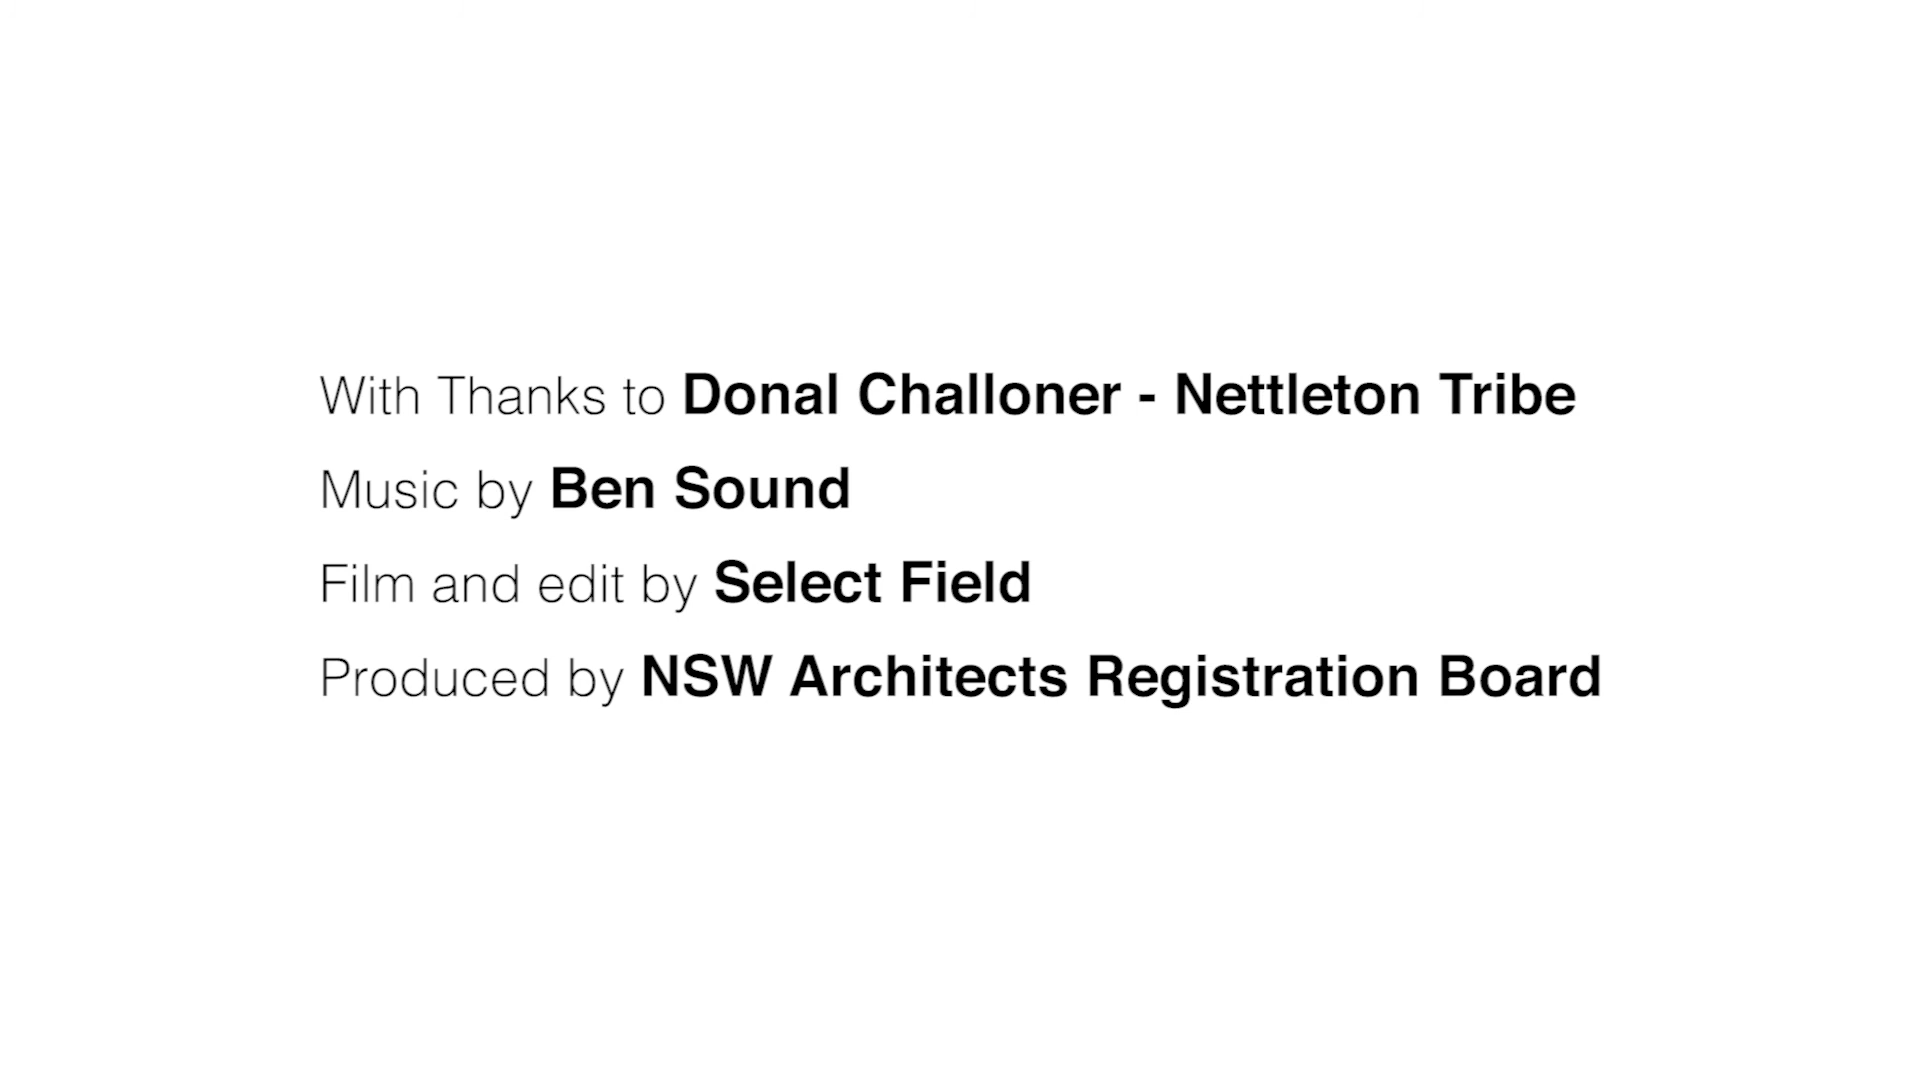 With Thanks to Donal Challoner - Nettleton Tribe
Music by Ben Sound
Film and edit by Select Field
Produced by NSW Architects Registration Board